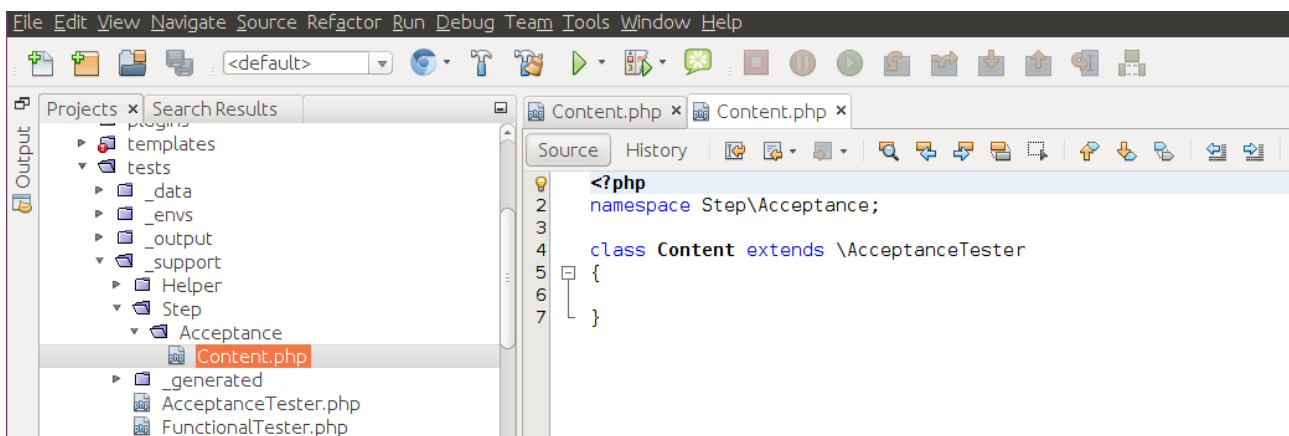 File Edit View Navigate Source Refactor Run Debug Team Tools Window Help
<default>
Projects Search Results
Content.php Content.php
Output
plugins
templates
tests
_data
_envs
_output
_support
Helper
Step
Acceptance
Content.php
_generated
AcceptanceTester.php
FunctionalTester.php
Source History
<?php
2 namespace Step\Acceptance;
3
4 class Content extends \AcceptanceTester
5 {
6
7 }